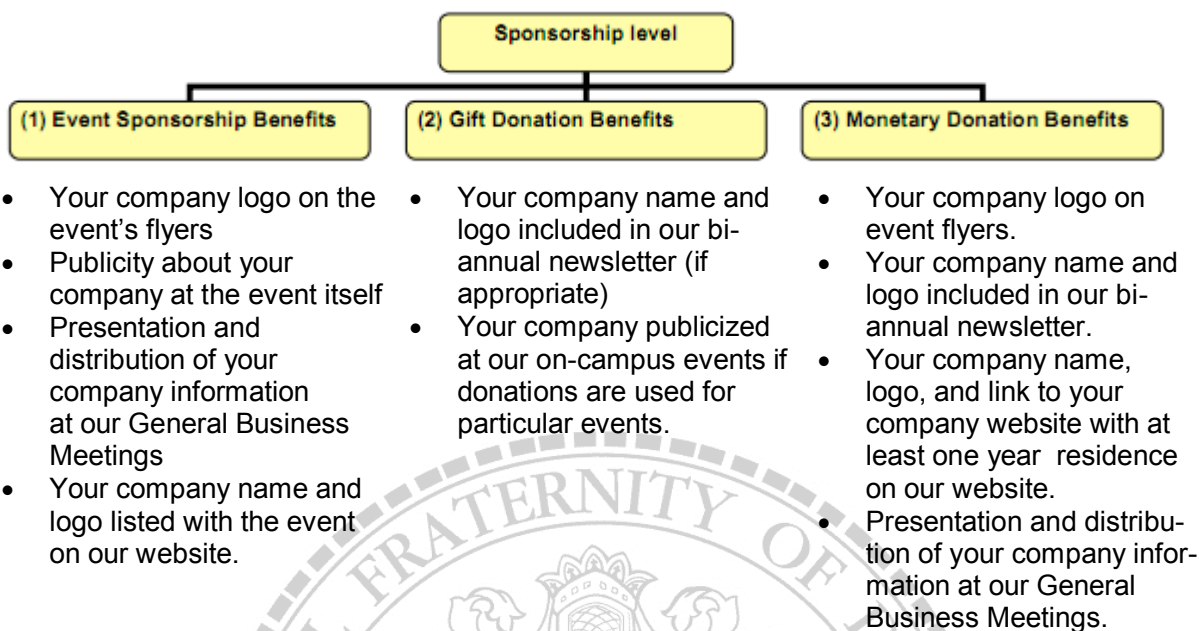 Sponsorship level
(1) Event Sponsorship Benefits
• Your company logo on the
event’s flyers
• Publicity about your
company at the event itself
• Presentation and
distribution of your
company information
at our General Business
Meetings
• Your company name and
logo listed with the event
on our website.
(2) Gift Donation Benefits
• Your company name and
logo included in our bi-
annual newsletter (if
appropriate)
• Your company publicized
at our on-campus events if
donations are used for
particular events.
(3) Monetary Donation Benefits
• Your company logo on
event flyers.
• Your company name and
logo included in our bi-
annual newsletter.
• Your company name,
logo, and link to your
company website with at
least one year residence
on our website.
• Presentation and distribu-
tion of your company infor-
mation at our General
Business Meetings.
FRATERNITY OF